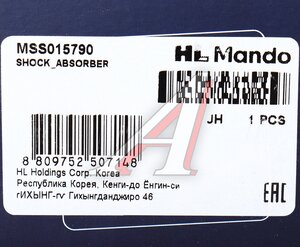 MSS015790
SHOCK_ABSORBER
HL Mando
JH 1 PCS
8 809752 507148
HL Holdings Corp. Korea
Республика Корея, Кенги-до Ёнгин-си
гИХЫНГ-гу Гихынгданджиро 46
EAC